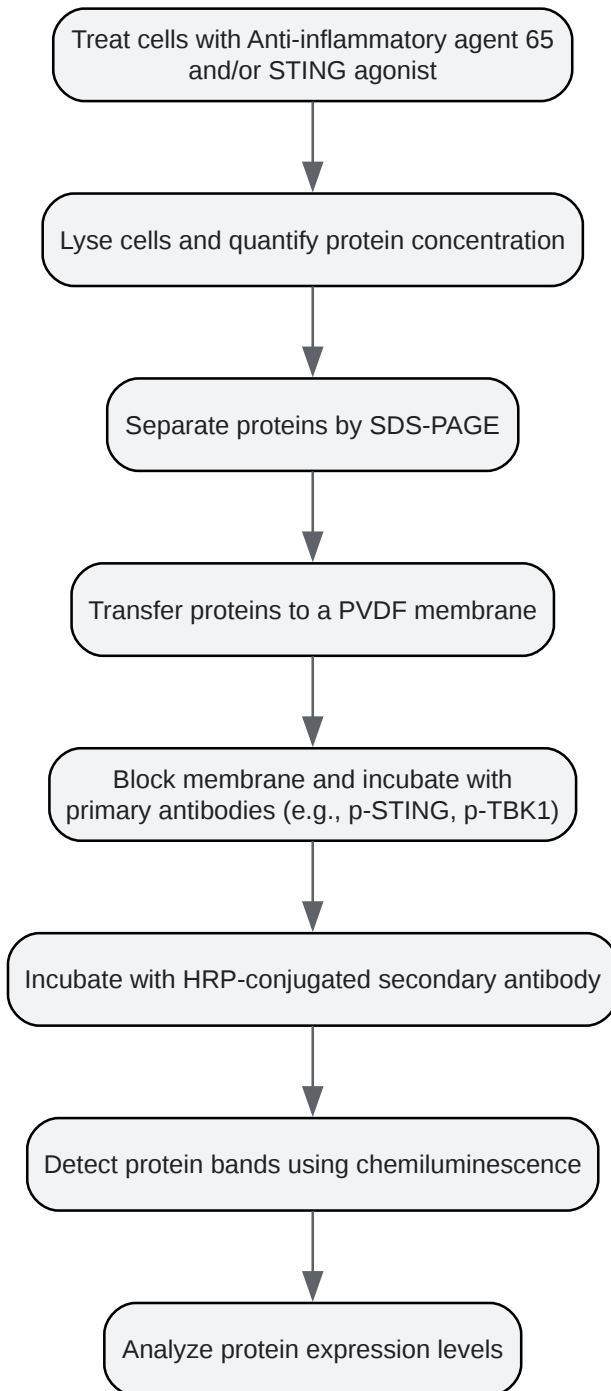 Treat cells with Anti-inflammatory agent 65
and/or STING agonist
Lyse cells and quantify protein concentration
Separate proteins by SDS-PAGE
Transfer proteins to a PVDF membrane
Block membrane and incubate with
primary antibodies (e.g., p-STING, p-TBK1)
Incubate with HRP-conjugated secondary antibody
Detect protein bands using chemiluminescence
Analyze protein expression levels